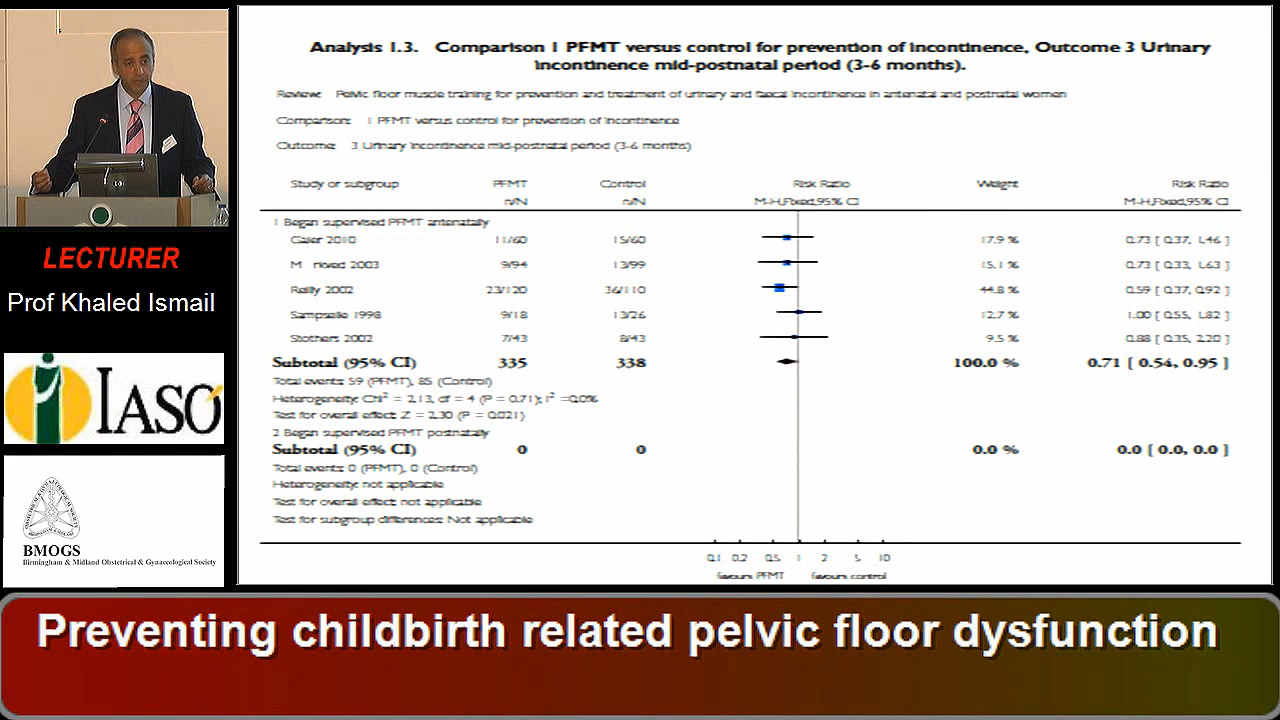 LECTURER
Prof Khaled Ismail
IASO
BMOGS
Birmingham & Midland Obstetrical & Gynaecological Society
Analysis 1.3. Comparison 1 PFMT versus control for prevention of incontinence, Outcome 3 Urinary
incontinence mid-postnatal period (3-6 months).
Review: Pelvic floor muscle training for prevention and treatment of urinary and faecal incontinence in antenatal and postnatal women
Comparison: 1 PFMT versus control for prevention of incontinence
Outcome: 3 Urinary incontinence mid-postnatal period (3-6 months)
Study or subgroup PFMT Control Risk Ratio Weight Risk Ratio
n/N n/N M-H,Fixed,95% CI M-H,Fixed,95% CI
1 Began supervised PFMT antenatally
Gaier 2010 11/60 15/60 17.9 % 0.73 [ 0.37, 1.46 ]
M rkved 2003 9/94 13/99 15.1 % 0.73 [ 0.33, 1.63 ]
Reilly 2002 23/120 36/110 44.8 % 0.59 [ 0.37, 0.92 ]
Sampselle 1998 9/18 13/26 12.7 % 1.00 [ 0.55, 1.82 ]
Stothers 2002 7/43 8/43 9.5 % 0.88 [ 0.35, 2.20 ]
Subtotal (95% CI) 335 338 100.0 % 0.71 [ 0.54, 0.95 ]
Total events: 59 (PFMT), 85 (Control)
Heterogeneity: Chi² = 2.13, df = 4 (P = 0.71); I² =0.0%
Test for overall effect: Z = 2.30 (P = 0.021)
2 Began supervised PFMT postnatally
Subtotal (95% CI) 0 0 0.0 % 0.0 [ 0.0, 0.0 ]
Total events: 0 (PFMT), 0 (Control)
Heterogeneity: not applicable
Test for overall effect: not applicable
Test for subgroup differences: Not applicable
0.1 0.2 0.5 1 2 5 10
Favours PFMT Favours control
Preventing childbirth related pelvic floor dysfunction